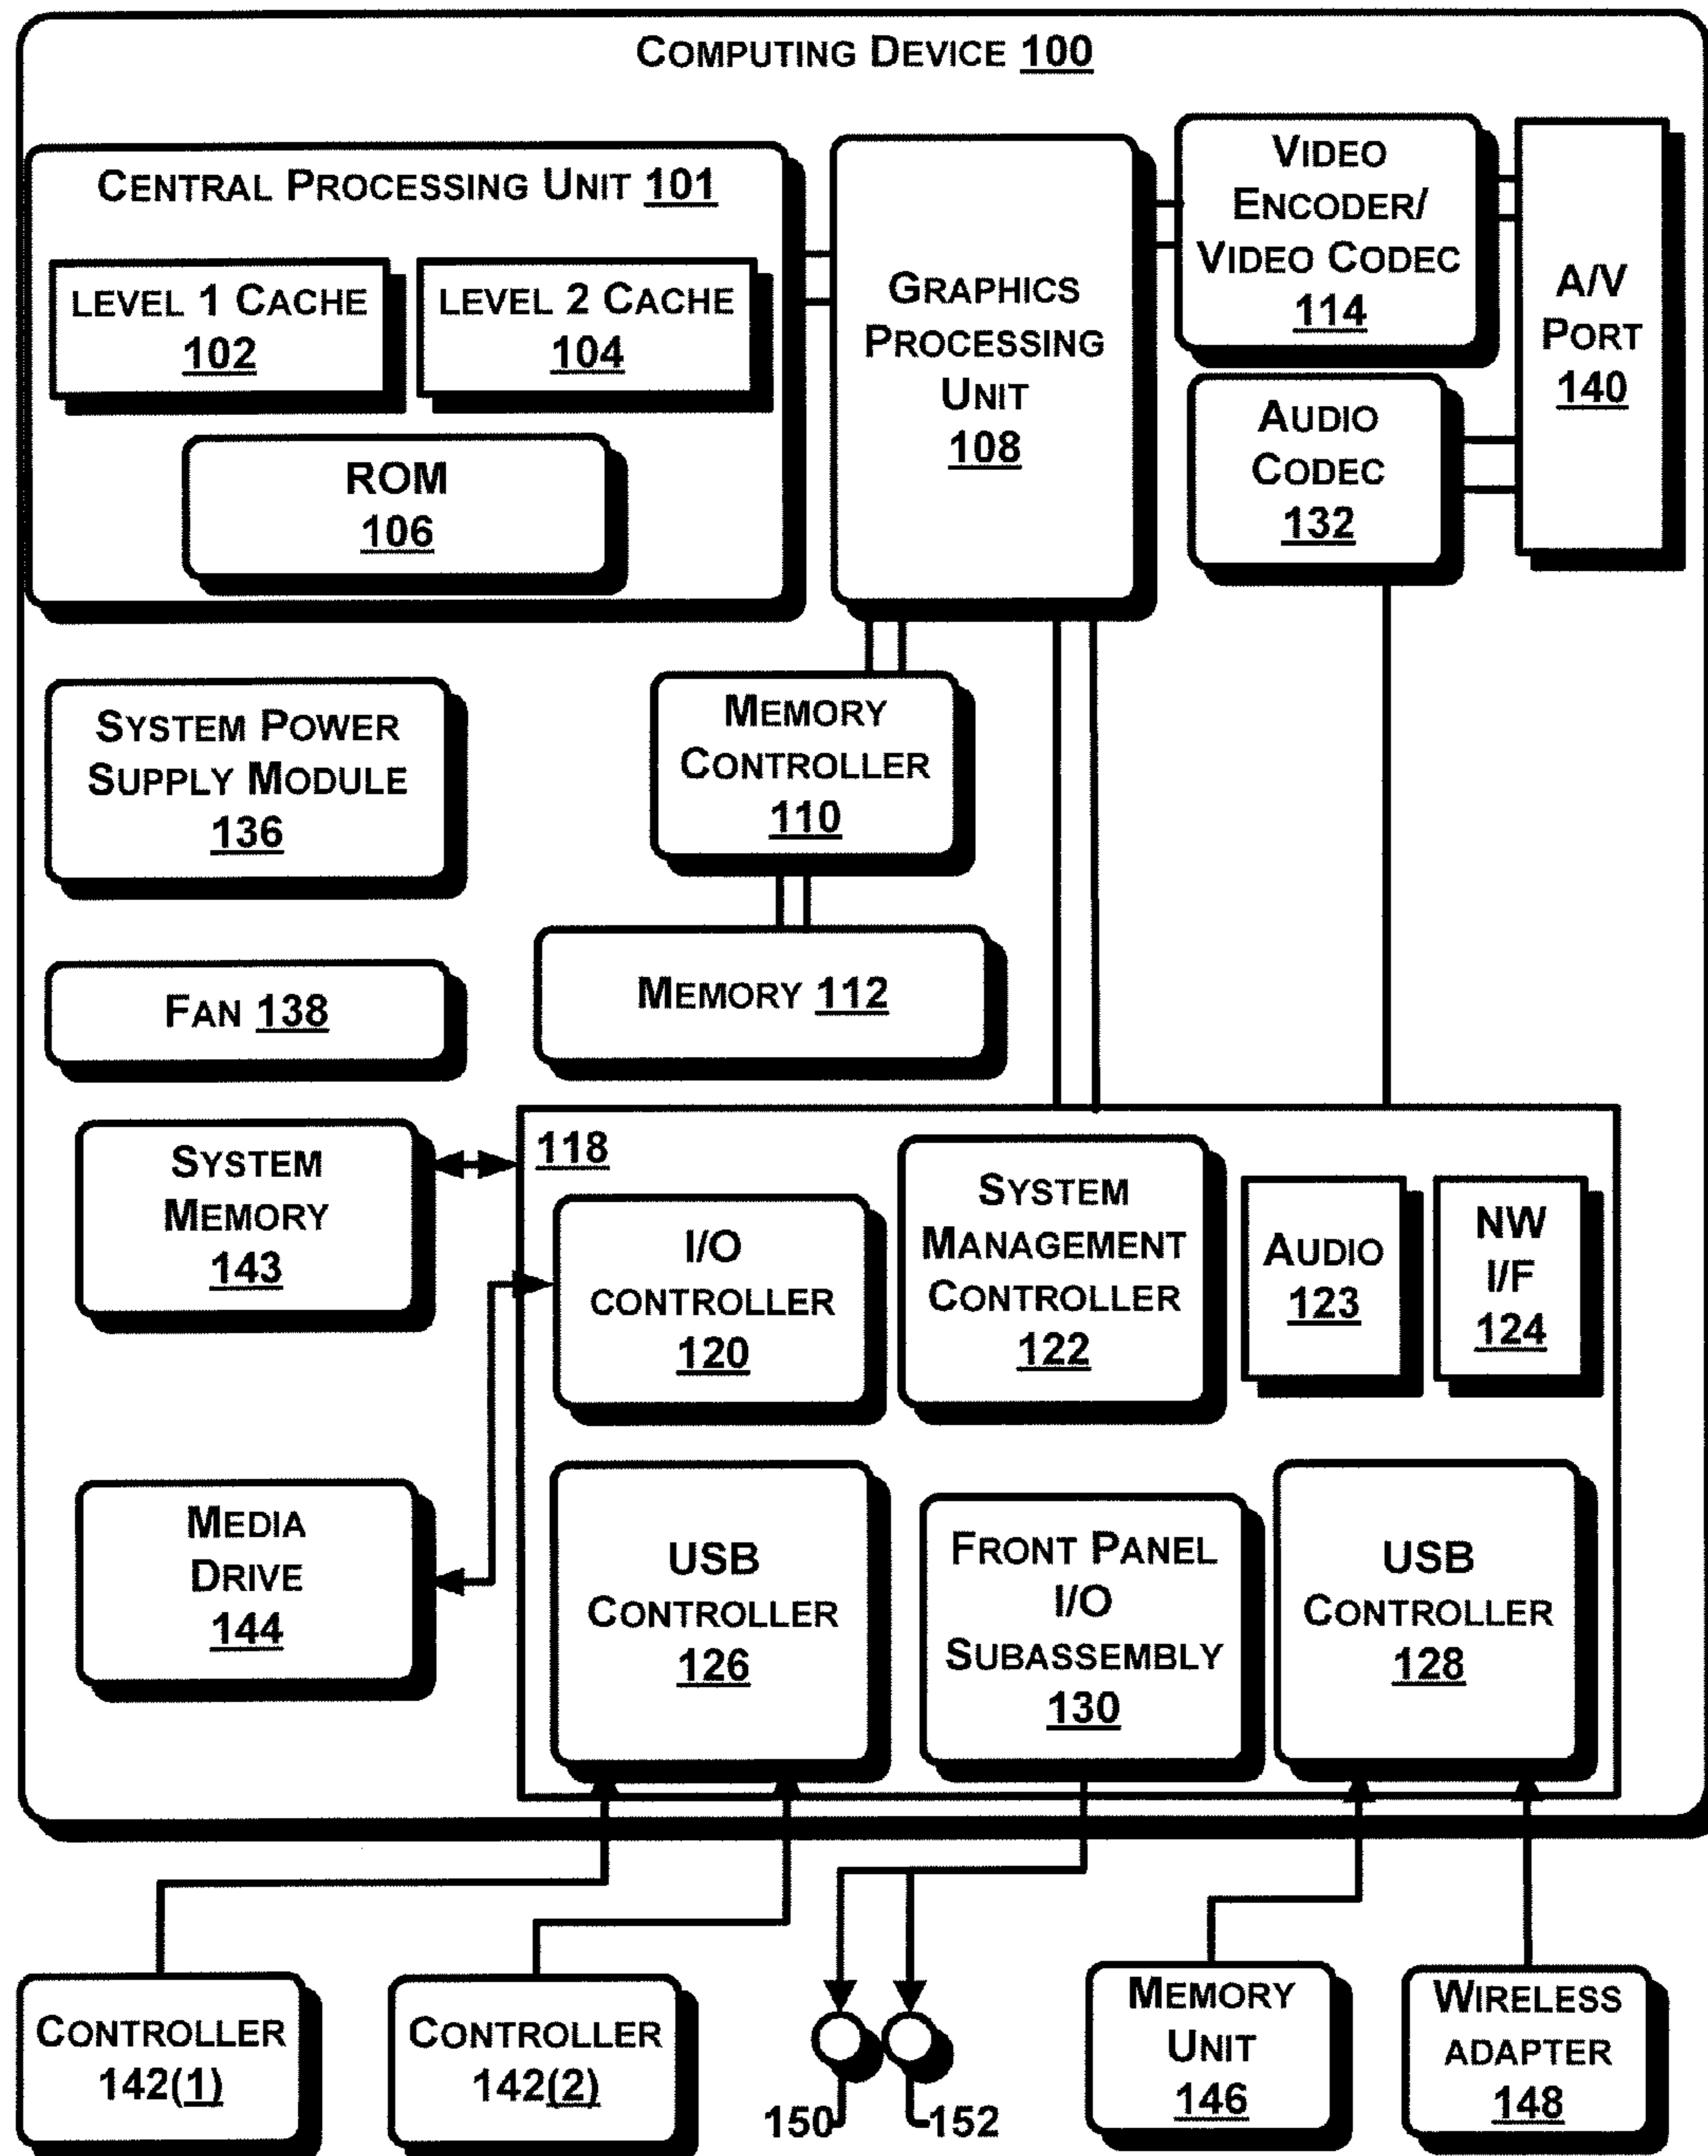 COMPUTING DEVICE 100
CENTRAL PROCESSING UNIT 101
LEVEL 1 CACHE
102
LEVEL 2 CACHE
104
ROM
106
GRAPHICS
PROCESSING
UNIT
108
VIDEO
ENCODER/
VIDEO CODEC
114
A/V
PORT
140
AUDIO
CODEC
132
SYSTEM POWER
SUPPLY MODULE
136
MEMORY
CONTROLLER
110
FAN 138
MEMORY 112
SYSTEM
MEMORY
143
118
I/O
CONTROLLER
120
SYSTEM
MANAGEMENT
CONTROLLER
122
AUDIO
123
NW
I/F
124
MEDIA
DRIVE
144
USB
CONTROLLER
126
FRONT PANEL
I/O
SUBASSEMBLY
130
USB
CONTROLLER
128
CONTROLLER
142(1)
CONTROLLER
142(2)
150
152
MEMORY
UNIT
146
WIRELESS
ADAPTER
148